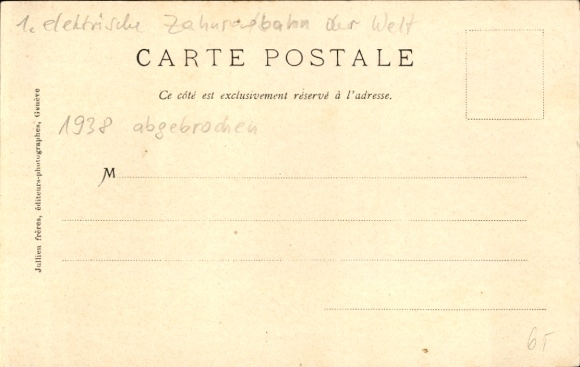 1. elektrische Zahnradbahn der Welt
CARTE POSTALE
Ce côté est exclusivement réservé à l'adresse.
1938 abgebrochen
M
Jullien frères, éditeurs-photographes, Genève